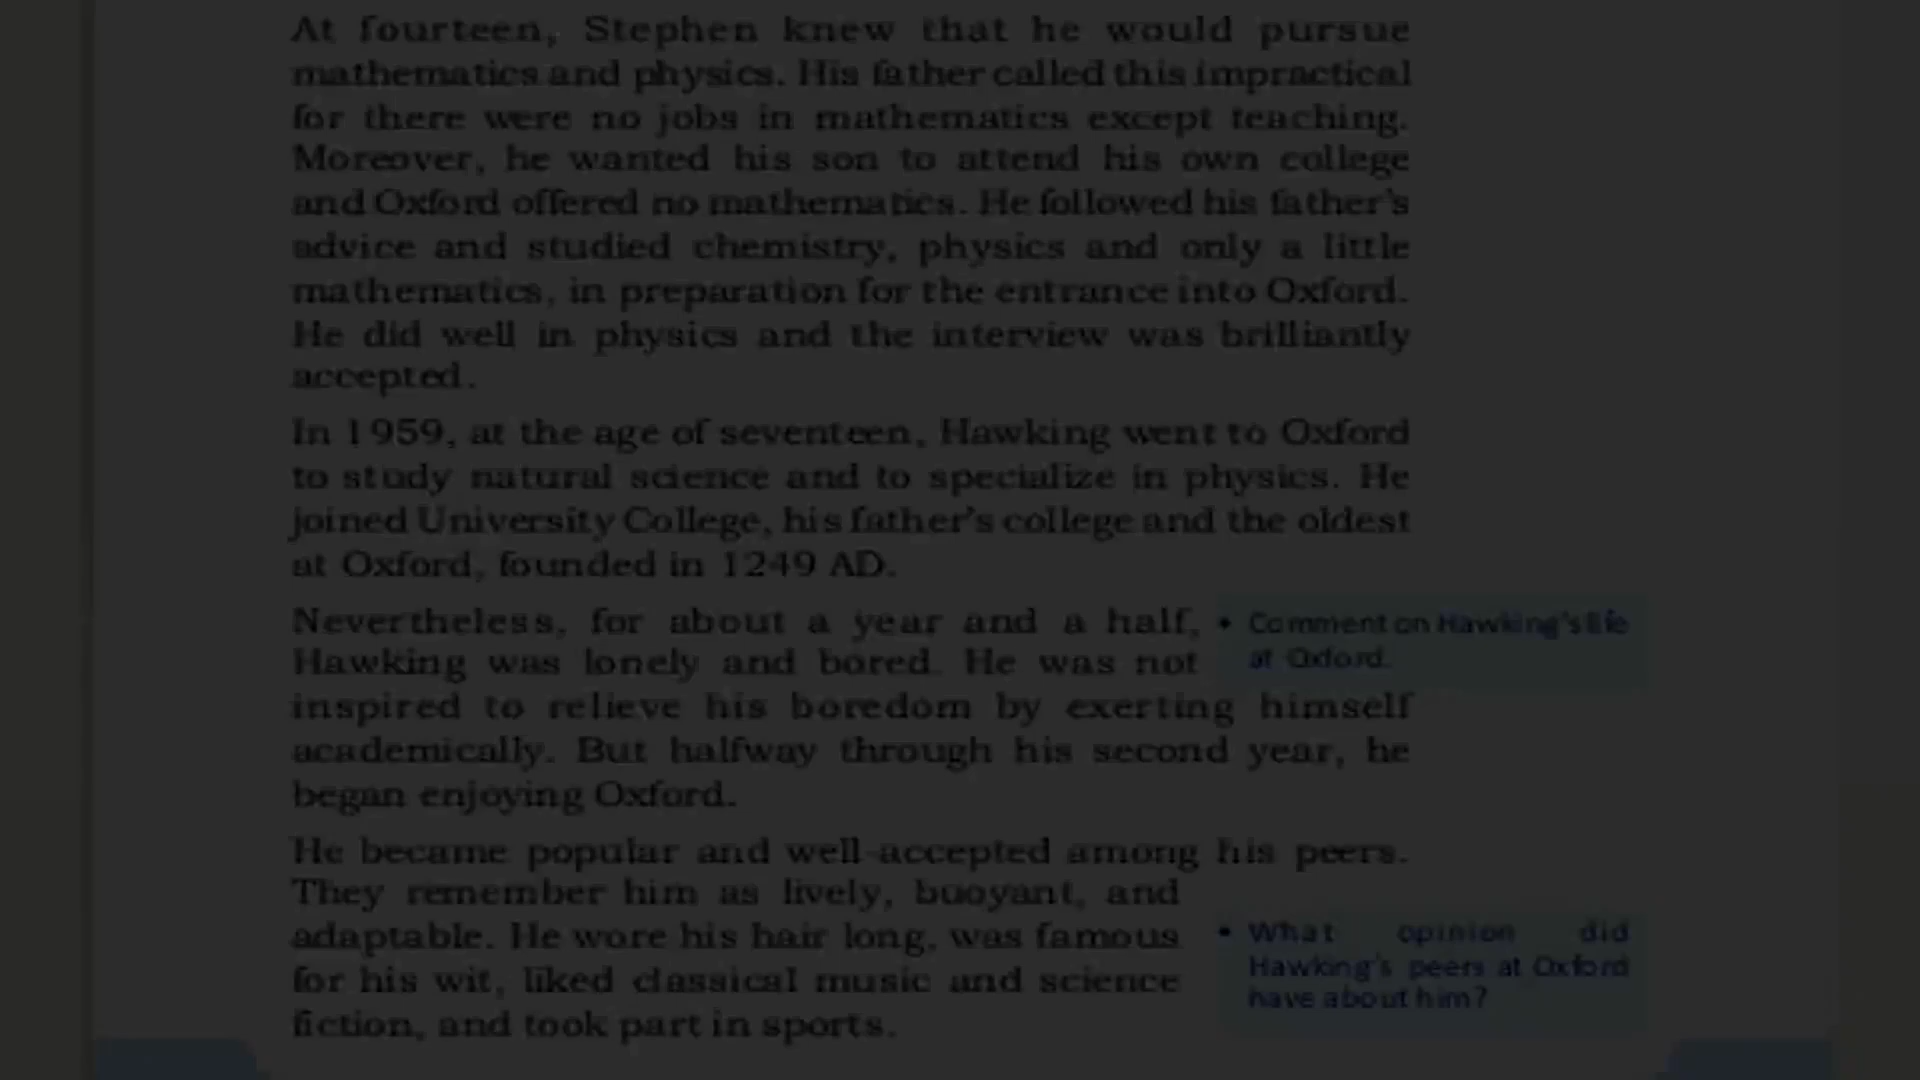 At fourteen, Stephen knew that he would pursue
mathematics and physics. His father called this impractical
for there were no jobs in mathematics except teaching.
Moreover, he wanted his son to attend his own college
and Oxford offered no mathematics. He followed his father's
advice and studied chemistry, physics and only a little
mathematics, in preparation for the entrance into Oxford.
He did well in physics and the interview was brilliantly
accepted.
In 1959, at the age of seventeen, Hawking went to Oxford
to study natural science and to specialize in physics. He
joined University College, his father's college and the oldest
at Oxford, founded in 1249 AD.
Nevertheless, for about a year and a half,
Hawking was lonely and bored. He was not
inspired to relieve his boredom by exerting himself
academically. But halfway through his second year, he
began enjoying Oxford.
• Comment on Hawking's life
at Oxford.
He became popular and well-accepted among his peers.
They remember him as lively, buoyant, and
adaptable. He wore his hair long, was famous
for his wit, liked classical music and science
fiction, and took part in sports.
• What opinion did
Hawking's peers at Oxford
have about him?